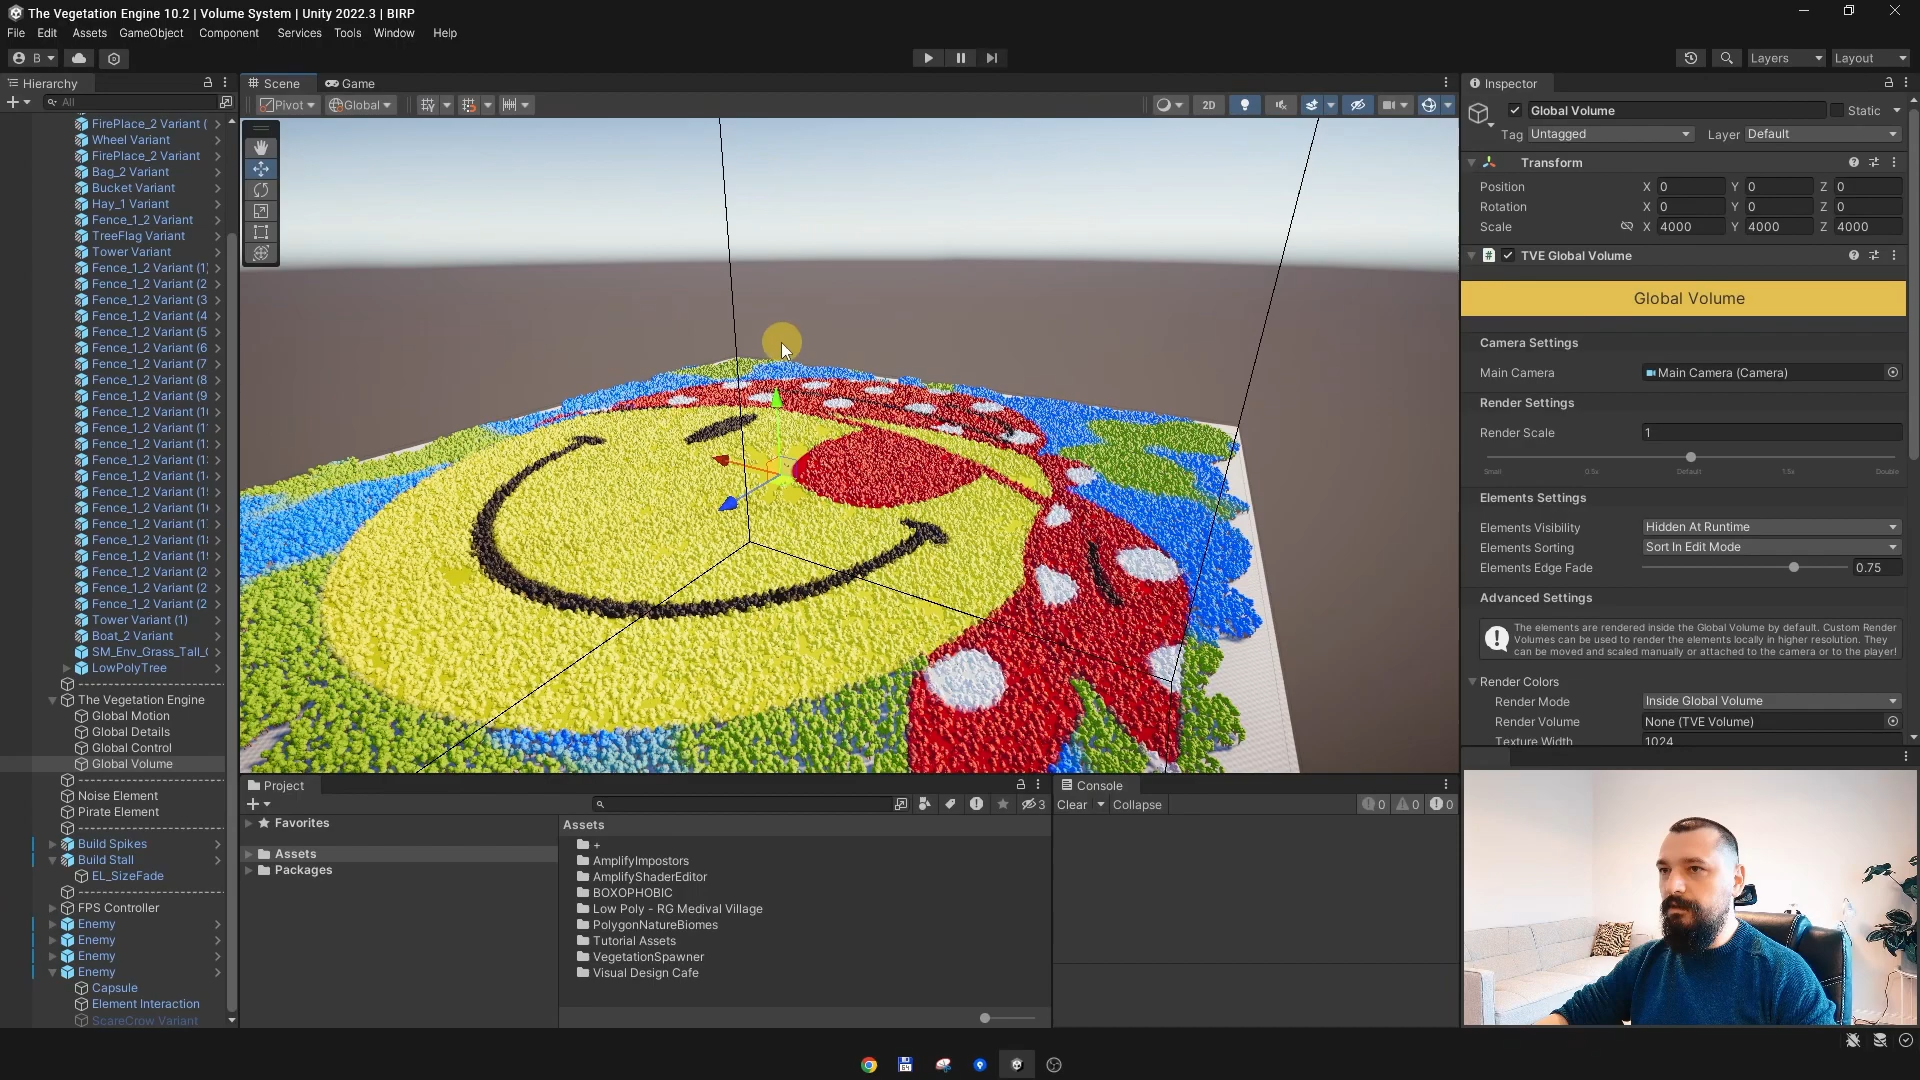 The Vegetation Engine 10.2 | Volume System | Unity 2022.3 | BIRP
File Edit Assets GameObject Component Services Tools Window Help
B Layers Layout
Hierarchy
All
FirePlace_2 Variant (
Wheel Variant
FirePlace_2 Variant
Bag_2 Variant
Bucket Variant
Hay_1 Variant
Fence_1_2 Variant
TreeFlag Variant
Tower Variant
Fence_1_2 Variant (1)
Fence_1_2 Variant (2
Fence_1_2 Variant (3
Fence_1_2 Variant (4
Fence_1_2 Variant (5
Fence_1_2 Variant (6
Fence_1_2 Variant (7
Fence_1_2 Variant (8
Fence_1_2 Variant (9
Fence_1_2 Variant (1(
Fence_1_2 Variant (1
Fence_1_2 Variant (1
Fence_1_2 Variant (1
Fence_1_2 Variant (1
Fence_1_2 Variant (1
Fence_1_2 Variant (1
Fence_1_2 Variant (1
Fence_1_2 Variant (1
Fence_1_2 Variant (1
Fence_1_2 Variant (2
Fence_1_2 Variant (2
Fence_1_2 Variant (2
Tower Variant (1)
Boat_2 Variant
SM_Env_Grass_Tall_(
LowPolyTree
The Vegetation Engine
Global Motion
Global Details
Global Control
Global Volume
Noise Element
Pirate Element
Build Spikes
Build Stall
EL_SizeFade
FPS Controller
Enemy
Enemy
Enemy
Enemy
Capsule
Element Interaction
ScareCrow Variant
Scene Game
Pivot Global 2D
Project
3
Favorites
Assets
Packages
Assets
+
AmplifyImpostors
AmplifyShaderEditor
BOXOPHOBIC
Low Poly - RG Medival Village
PolygonNatureBiomes
Tutorial Assets
VegetationSpawner
Visual Design Cafe
Console
Clear Collapse 0 0 0
Inspector
Global Volume Static
Tag Untagged Layer Default
Transform
Position X 0 Y 0 Z 0
Rotation X 0 Y 0 Z 0
Scale X 4000 Y 4000 Z 4000
TVE Global Volume
Global Volume
Camera Settings
Main Camera Main Camera (Camera)
Render Settings
Render Scale 1
Small 0.5x Default 1.5x Double
Elements Settings
Elements Visibility Hidden At Runtime
Elements Sorting Sort In Edit Mode
Elements Edge Fade 0.75
Advanced Settings
The elements are rendered inside the Global Volume by default. Custom Render
Volumes can be used to render the elements locally in higher resolution. They
can be moved and scaled manually or attached to the camera or to the player!
Render Colors
Render Mode Inside Global Volume
Render Volume None (TVE Volume)
Texture Width 1024